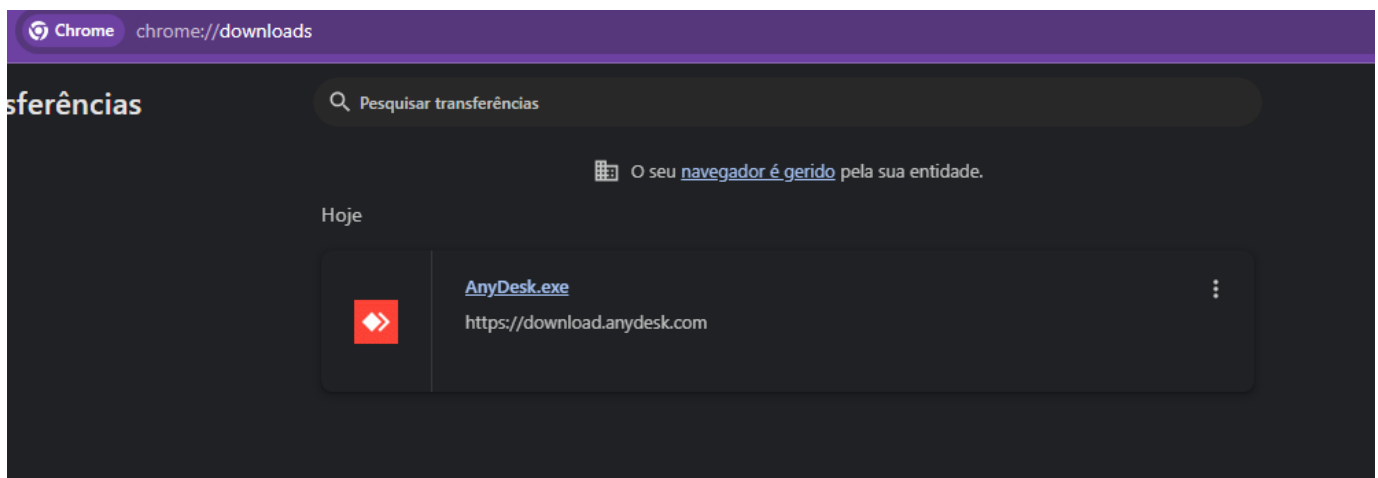 Chrome chrome://downloads
sferências
Pesquisar transferências
O seu navegador é gerido pela sua entidade.
Hoje
AnyDesk.exe
https://download.anydesk.com